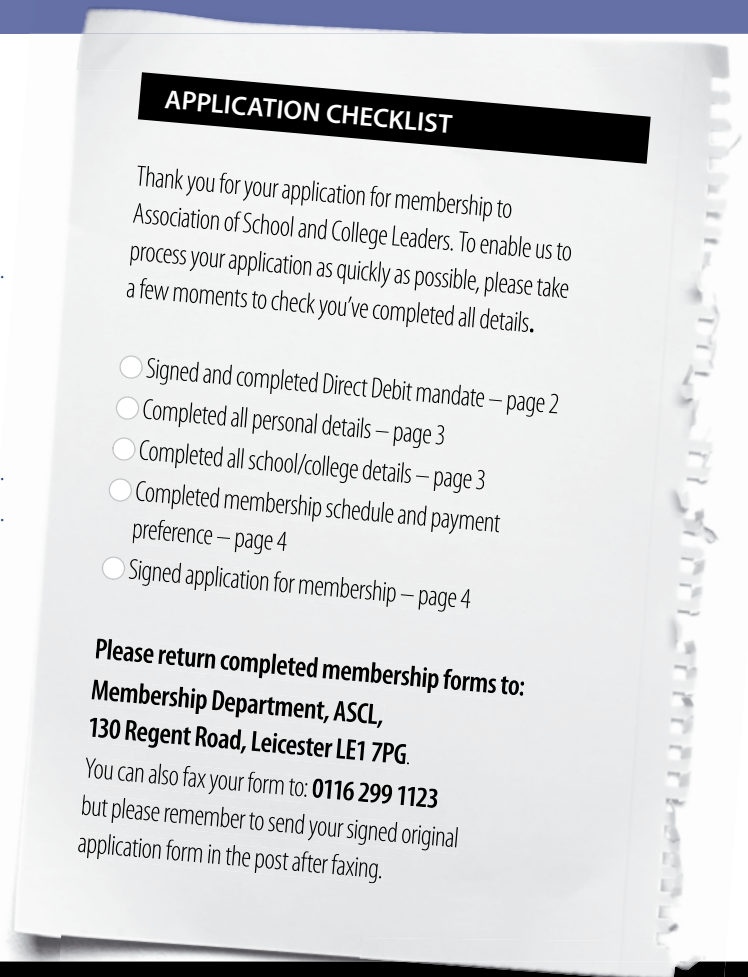 APPLICATION CHECKLIST
Thank you for your application for membership to
Association of School and College Leaders. To enable us to
process your application as quickly as possible, please take
a few moments to check you’ve completed all details.
Signed and completed Direct Debit mandate – page 2
Completed all personal details – page 3
Completed all school/college details – page 3
Completed membership schedule and payment
preference – page 4
Signed application for membership – page 4
Please return completed membership forms to:
Membership Department, ASCL,
130 Regent Road, Leicester LE1 7PG.
You can also fax your form to: 0116 299 1123
but please remember to send your signed original
application form in the post after faxing.